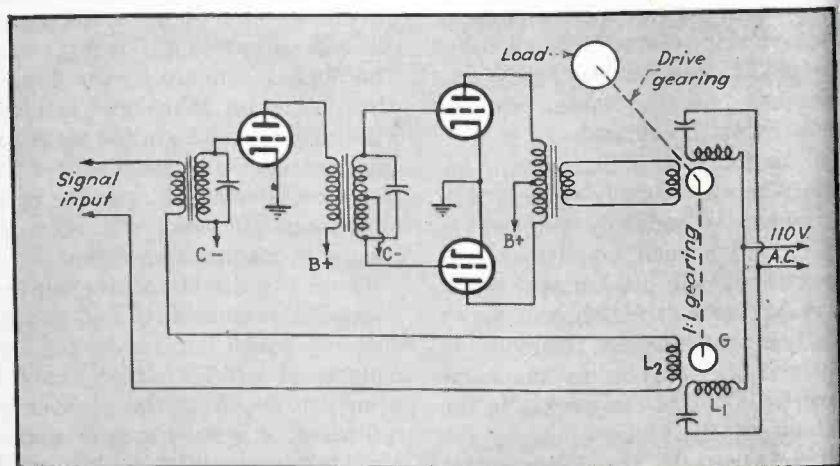 Load
Drive
gearing
Signal
input
C-
B+
C-
B+
1:1 gearing
110 V.
A.C.
G
L2
L1